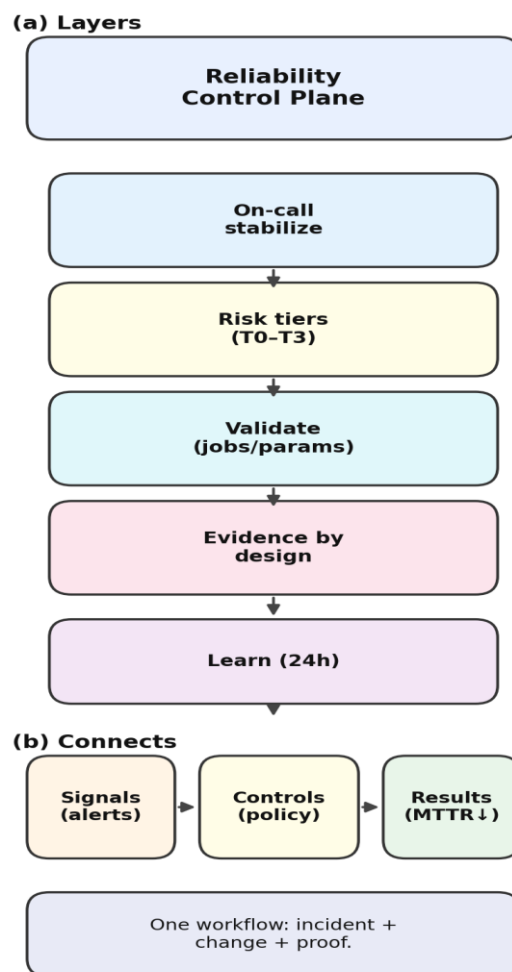 (a) Layers
Reliability
Control Plane
On-call
stabilize
Risk tiers
(T0–T3)
Validate
(jobs/params)
Evidence by
design
Learn (24h)
(b) Connects
Signals
(alerts)
Controls
(policy)
Results
(MTTR↓)
One workflow: incident +
change + proof.